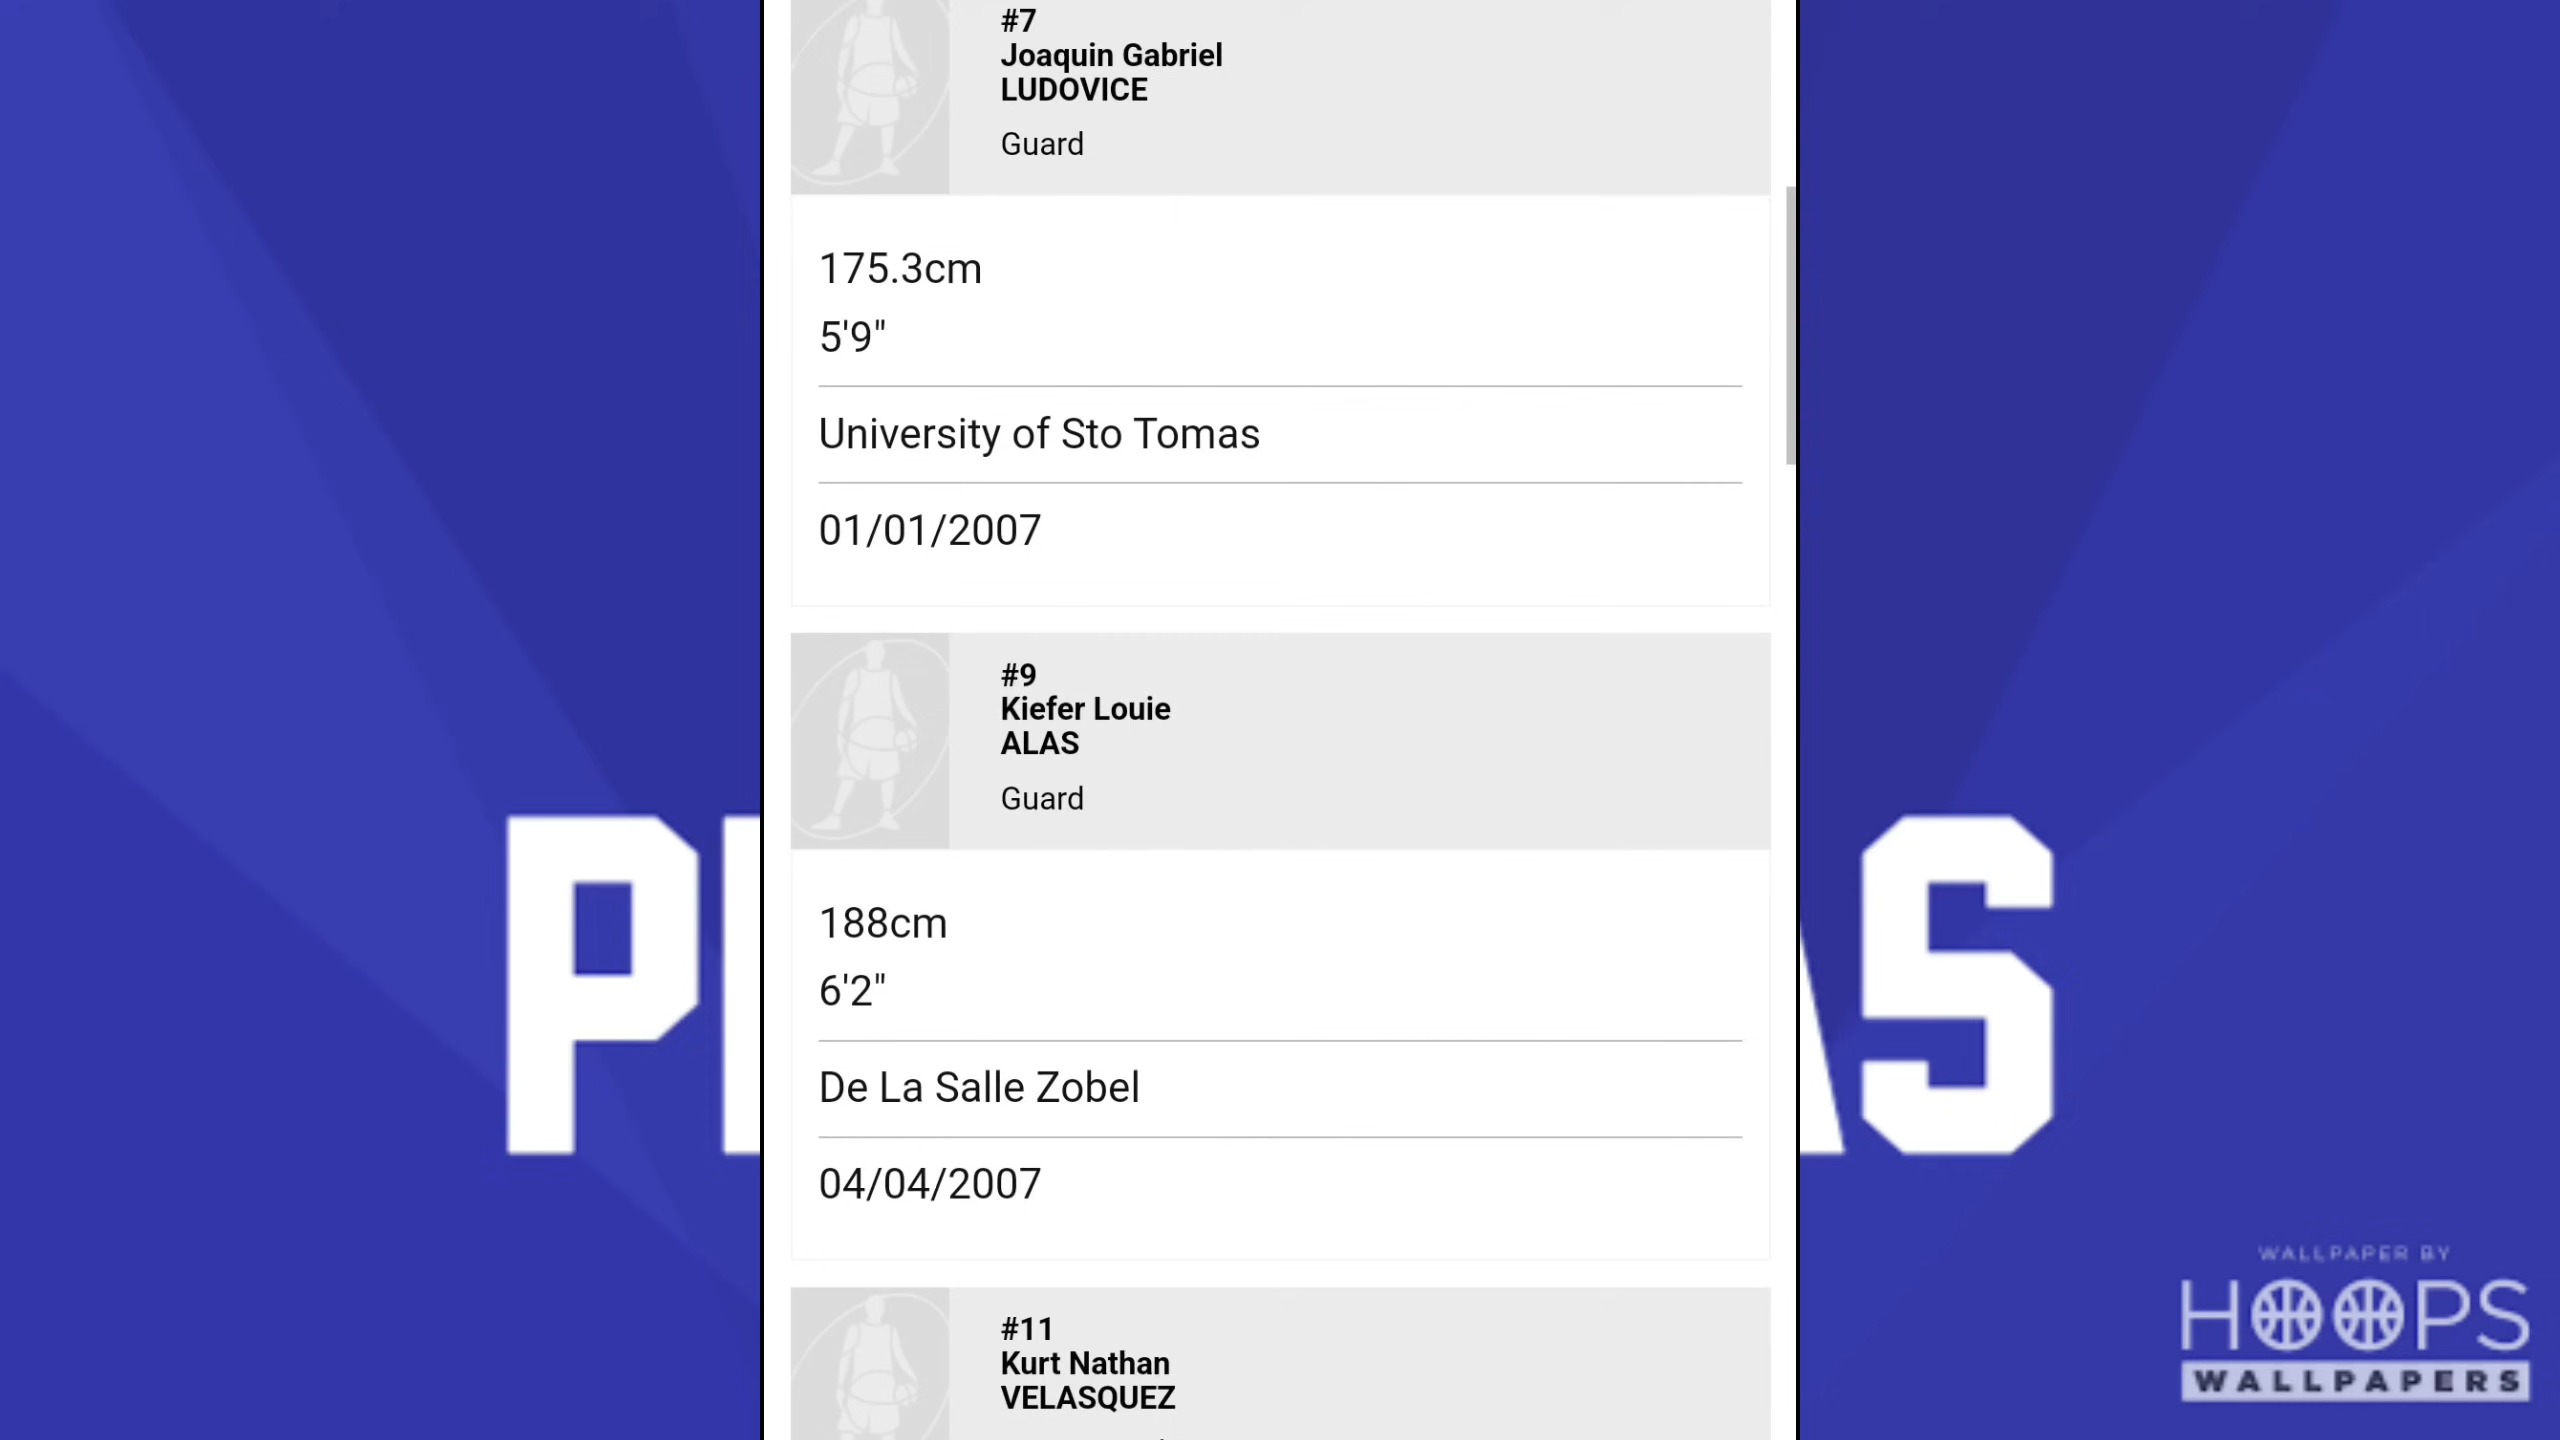 #7
Joaquin Gabriel
LUDOVICE
Guard
175.3cm
5'9"
University of Sto Tomas
01/01/2007
#9
Kiefer Louie
ALAS
Guard
188cm
6'2"
De La Salle Zobel
04/04/2007
#11
Kurt Nathan
VELASQUEZ
WALLPAPER BY
HOOPS
WALLPAPERS